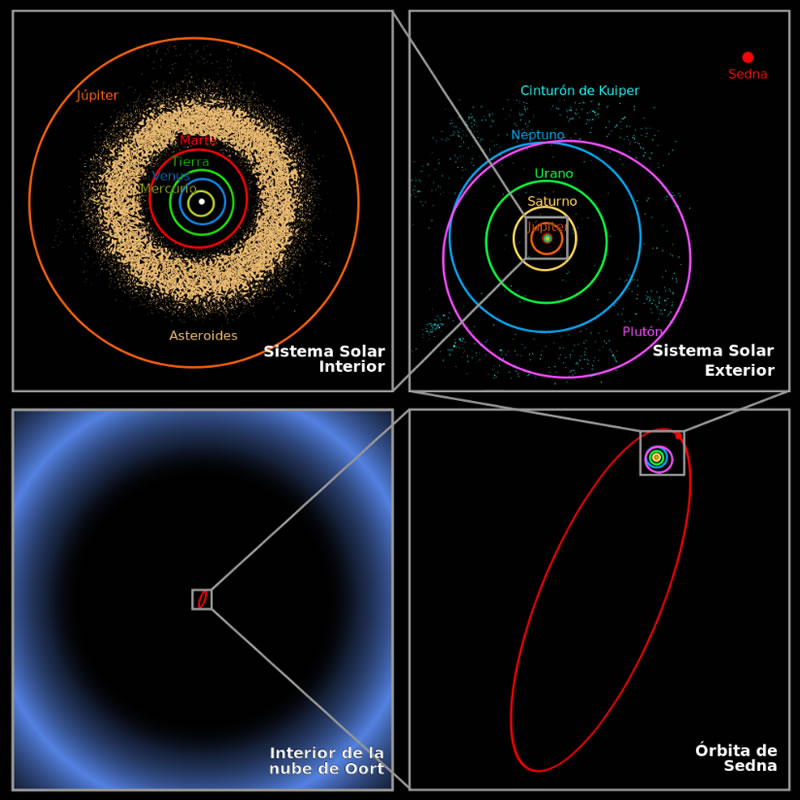 Júpiter
Marte
Tierra
Venus
Mercurio
Asteroides
Sistema Solar
Interior
Sedna
Cinturón de Kuiper
Neptuno
Urano
Saturno
Júpiter
Plutón
Sistema Solar
Exterior
Interior de la
nube de Oort
Órbita de
Sedna